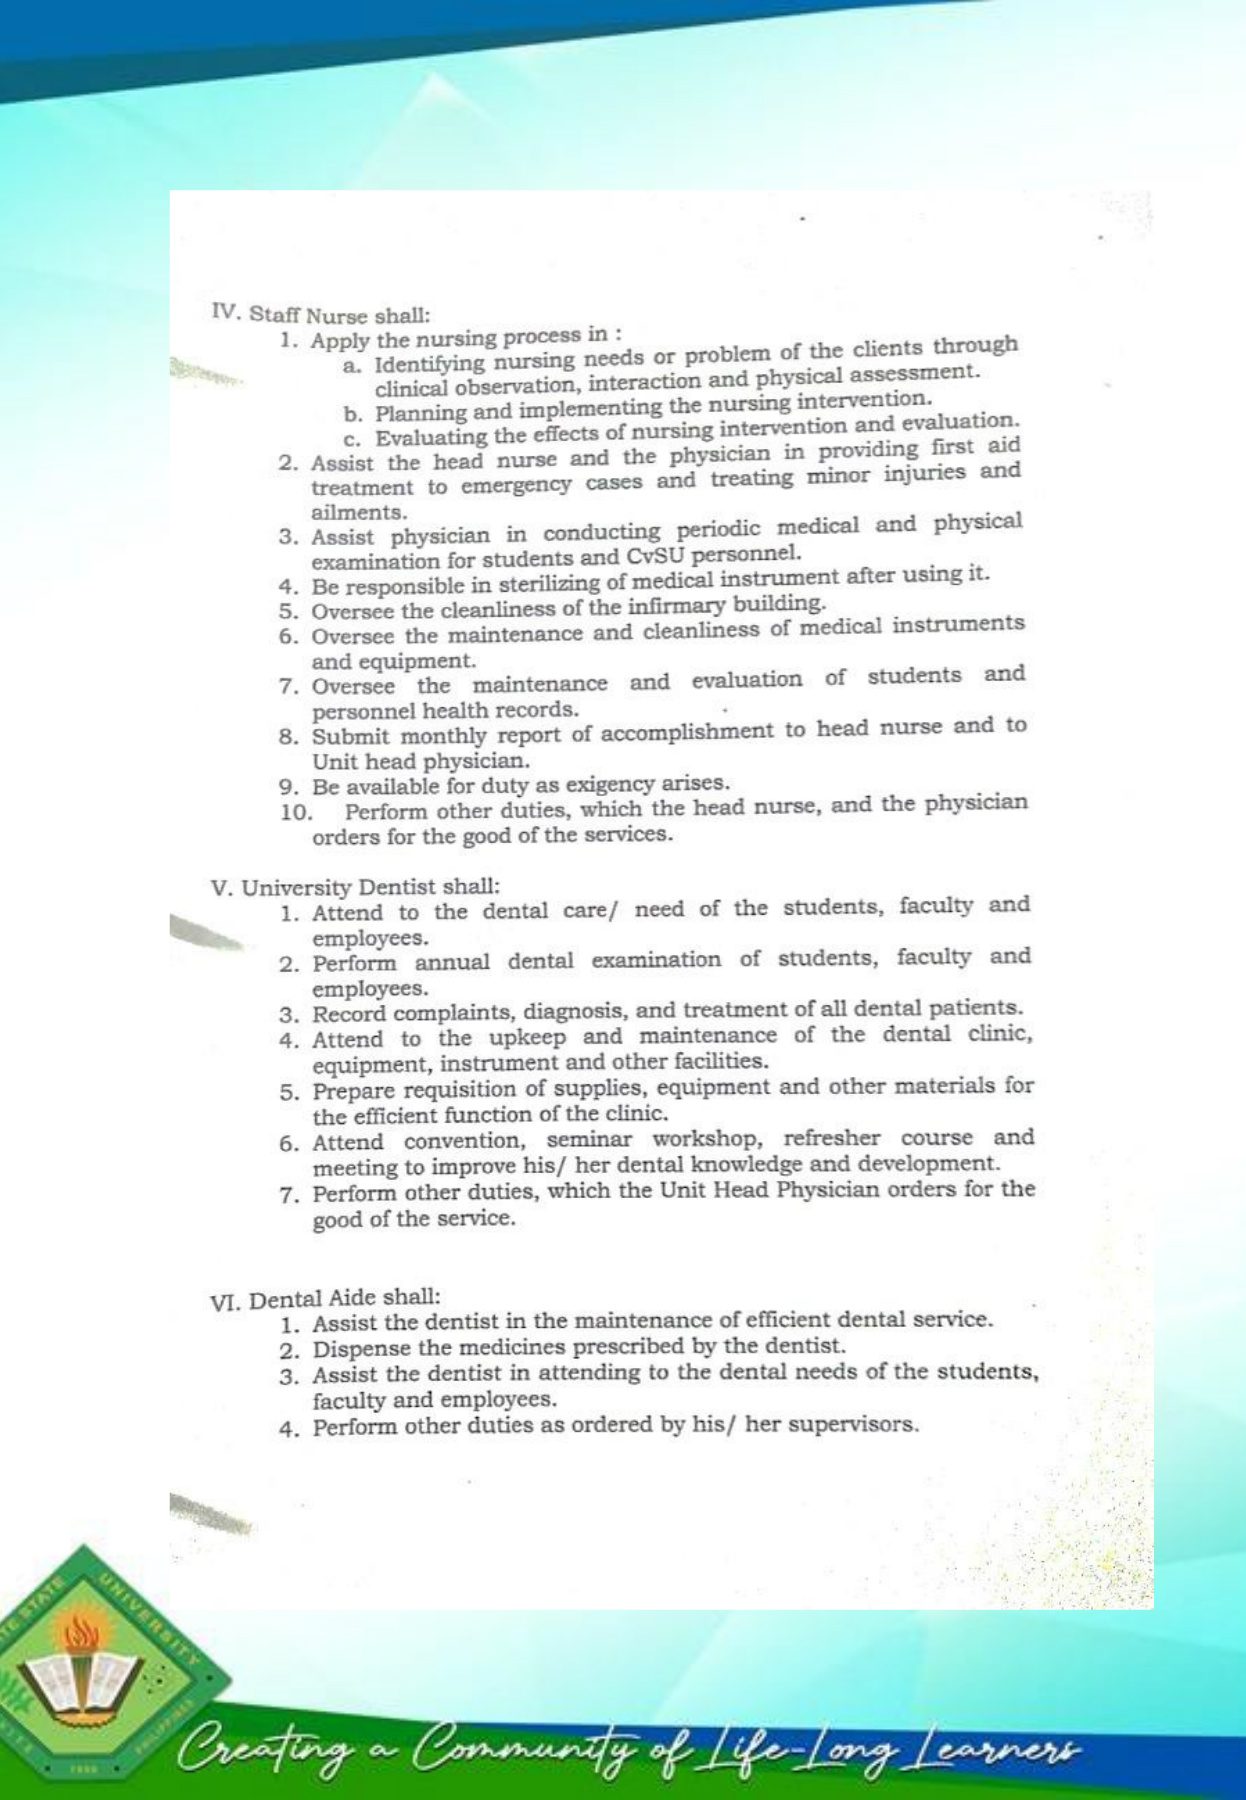 IV. Staff Nurse shall:
1. Apply the nursing process in :
a. Identifying nursing needs or problem of the clients through
clinical observation, interaction and physical assessment.
b. Planning and implementing the nursing intervention.
c. Evaluating the effects of nursing intervention and evaluation.
2. Assist the head nurse and the physician in providing first aid
treatment to emergency cases and treating minor injuries and
ailments.
3. Assist physician in conducting periodic medical and physical
examination for students and CvSU personnel.
4. Be responsible in sterilizing of medical instrument after using it.
5. Oversee the cleanliness of the infirmary building.
6. Oversee the maintenance and cleanliness of medical instruments
and equipment.
7. Oversee the maintenance and evaluation of students and
personnel health records.
8. Submit monthly report of accomplishment to head nurse and to
Unit head physician.
9. Be available for duty as exigency arises.
10. Perform other duties, which the head nurse, and the physician
orders for the good of the services.
V. University Dentist shall:
1. Attend to the dental care/ need of the students, faculty and
employees.
2. Perform annual dental examination of students, faculty and
employees.
3. Record complaints, diagnosis, and treatment of all dental patients.
4. Attend to the upkeep and maintenance of the dental clinic,
equipment, instrument and other facilities.
5. Prepare requisition of supplies, equipment and other materials for
the efficient function of the clinic.
6. Attend convention, seminar workshop, refresher course and
meeting to improve his/ her dental knowledge and development.
7. Perform other duties, which the Unit Head Physician orders for the
good of the service.
VI. Dental Aide shall:
1. Assist the dentist in the maintenance of efficient dental service.
2. Dispense the medicines prescribed by the dentist.
3. Assist the dentist in attending to the dental needs of the students,
faculty and employees.
4. Perform other duties as ordered by his/ her supervisors.
STATE UNIVERSITY
PHILIPPINES
Creating a Community of Life-Long Learners